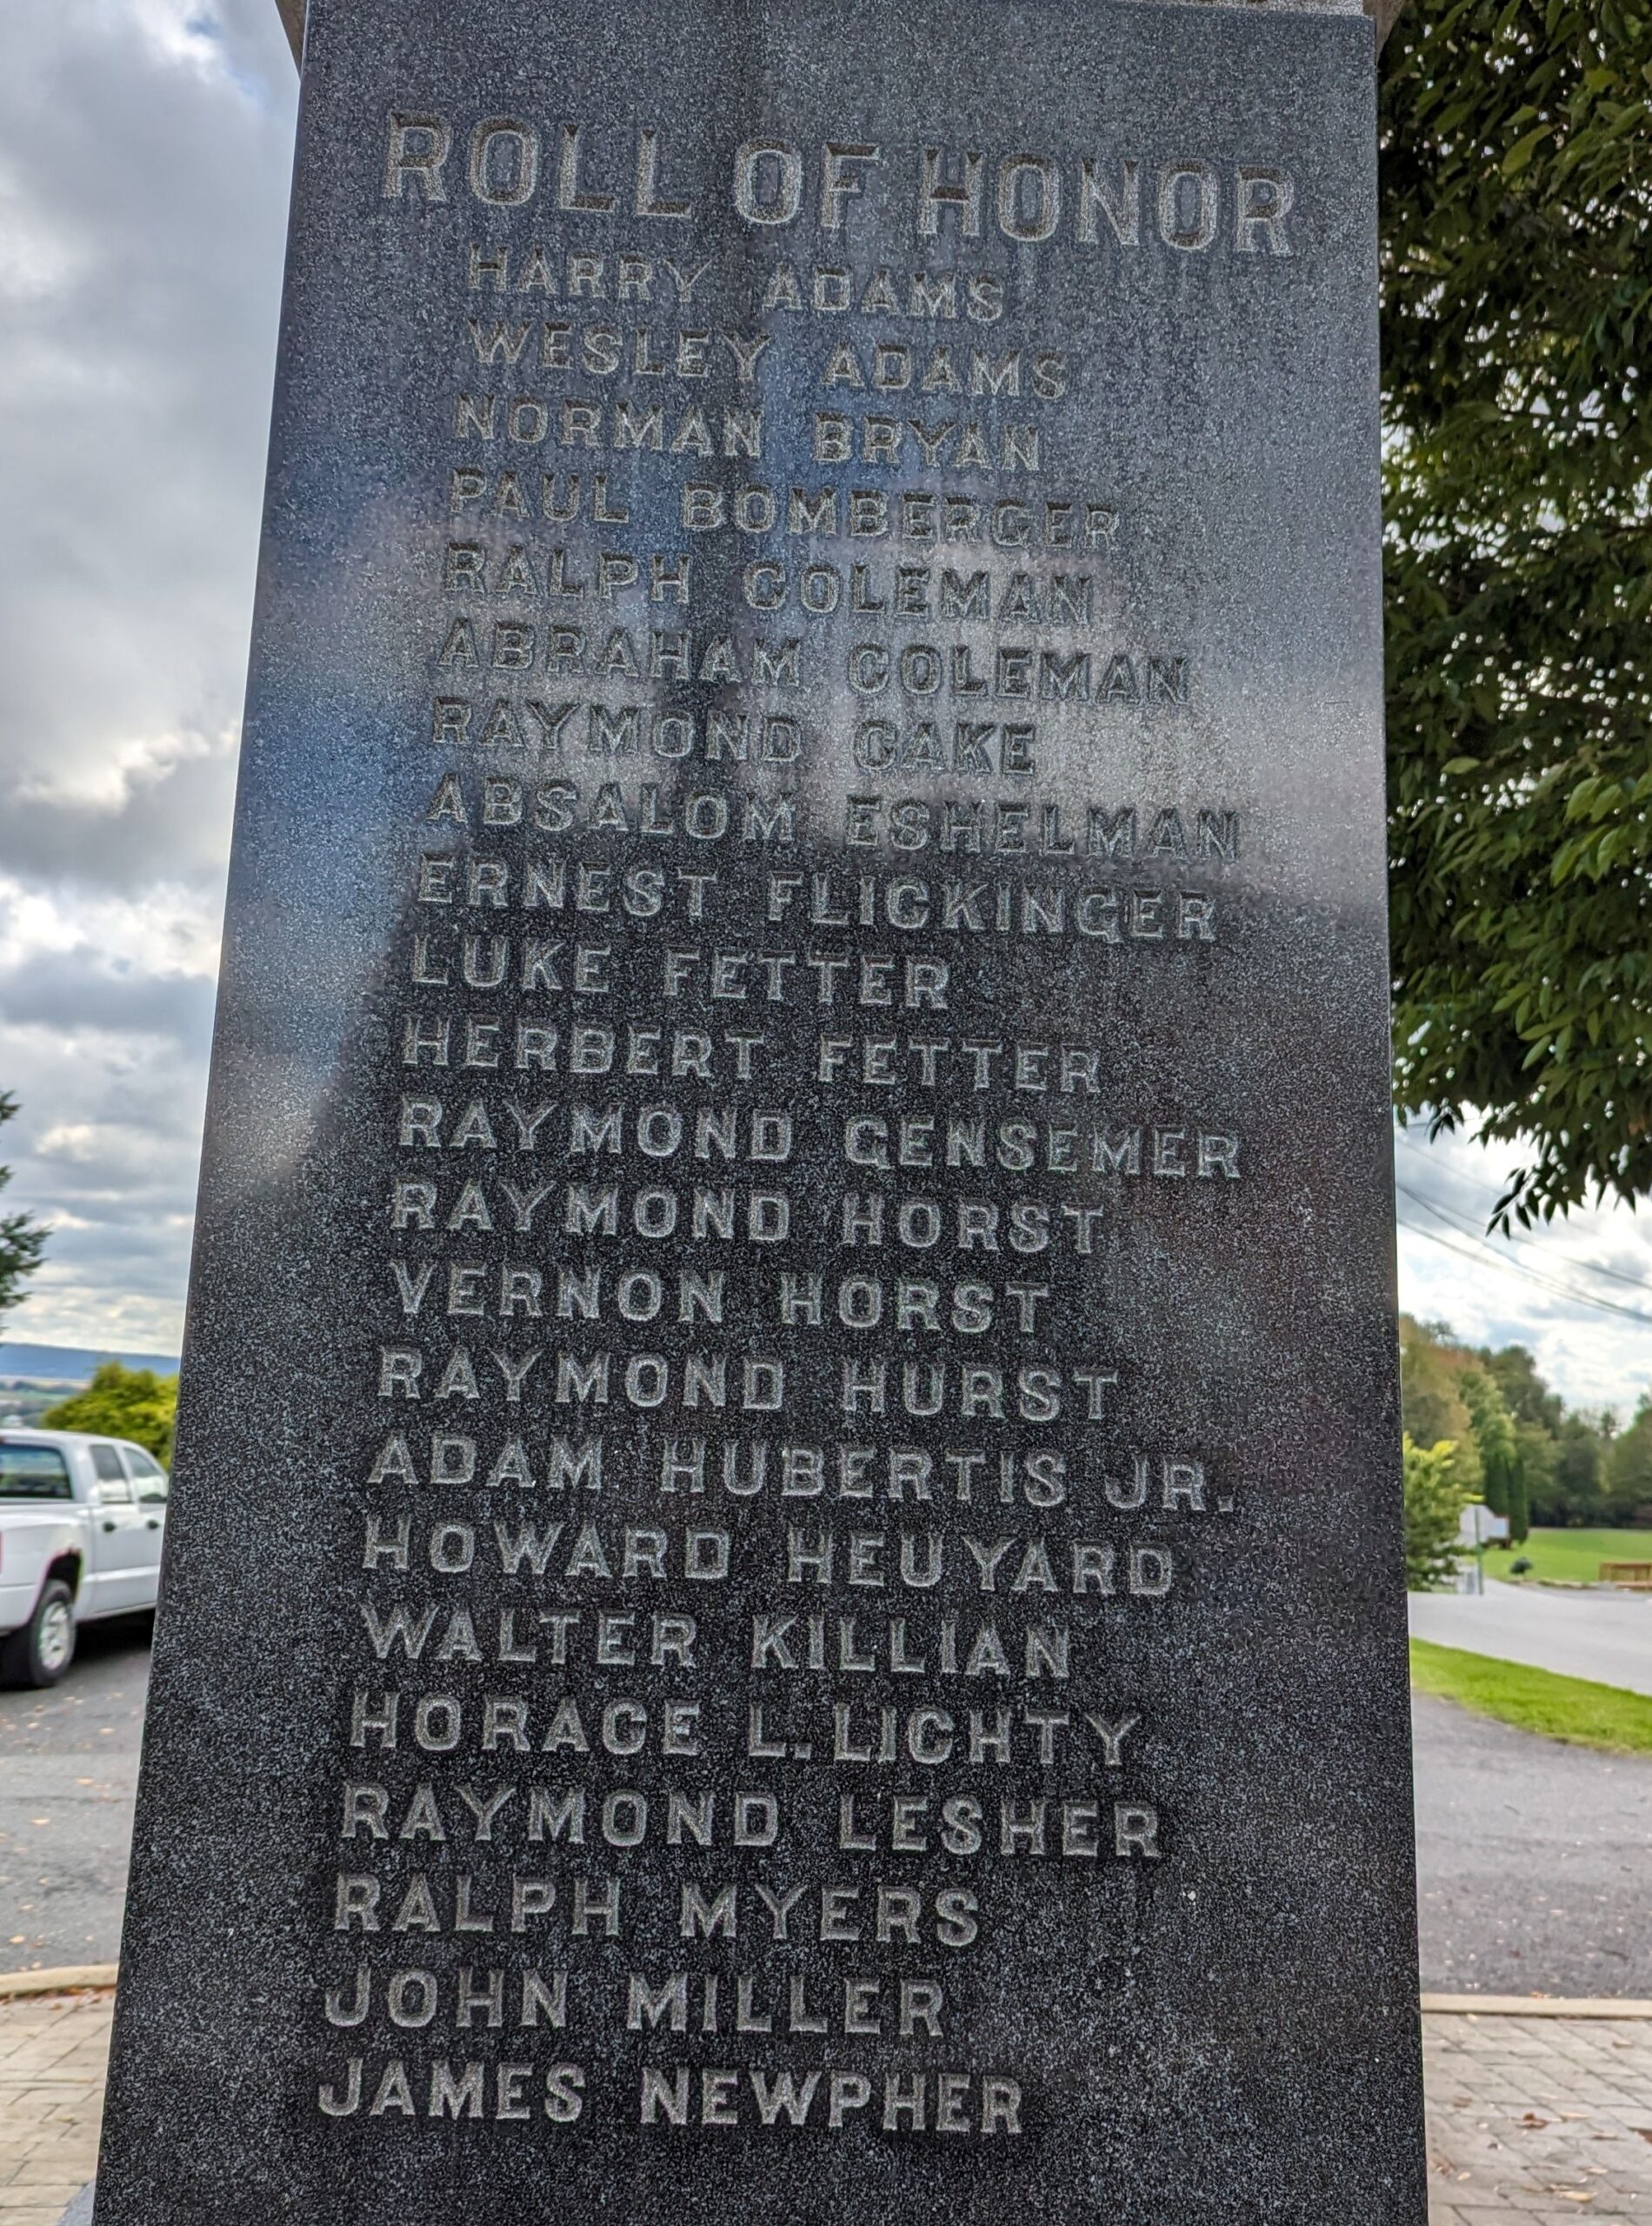 ROLL OF HONOR
HARRY ADAMS
WESLEY ADAMS
NORMAN BRYAN
PAUL BOMBERGER
RALPH COLEMAN
ABRAHAM COLEMAN
RAYMOND CAKE
ABSALOM ESHELMAN
ERNEST FLICKINGER
LUKE FETTER
HERBERT FETTER
RAYMOND GENSEMER
RAYMOND HORST
VERNON HORST
RAYMOND HURST
ADAM HUBERTIS JR.
HOWARD HEUYARD
WALTER KILLIAN
HORACE L. LICHTY
RAYMOND LESHER
RALPH MYERS
JOHN MILLER
JAMES NEWPHER